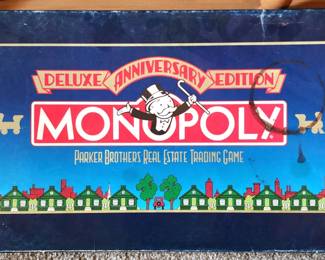 DELUXE ANNIVERSARY EDITION
MONOPOLY
PARKER BROTHERS REAL ESTATE TRADING GAME